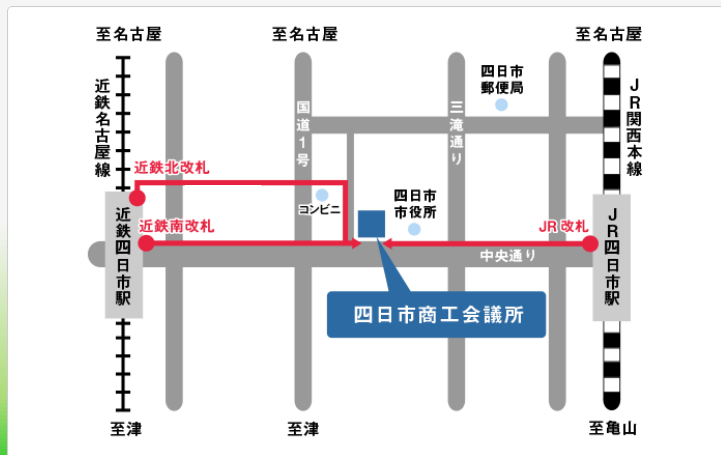 至名古屋
至名古屋
至名古屋
近鉄名古屋線
国道1号
三滝通り
四日市
郵便局
JR関西本線
近鉄北改札
コンビニ
四日市
市役所
近鉄南改札
JR改札
近鉄四日市駅
中央通り
JR四日市駅
四日市商工会議所
至津
至津
至亀山